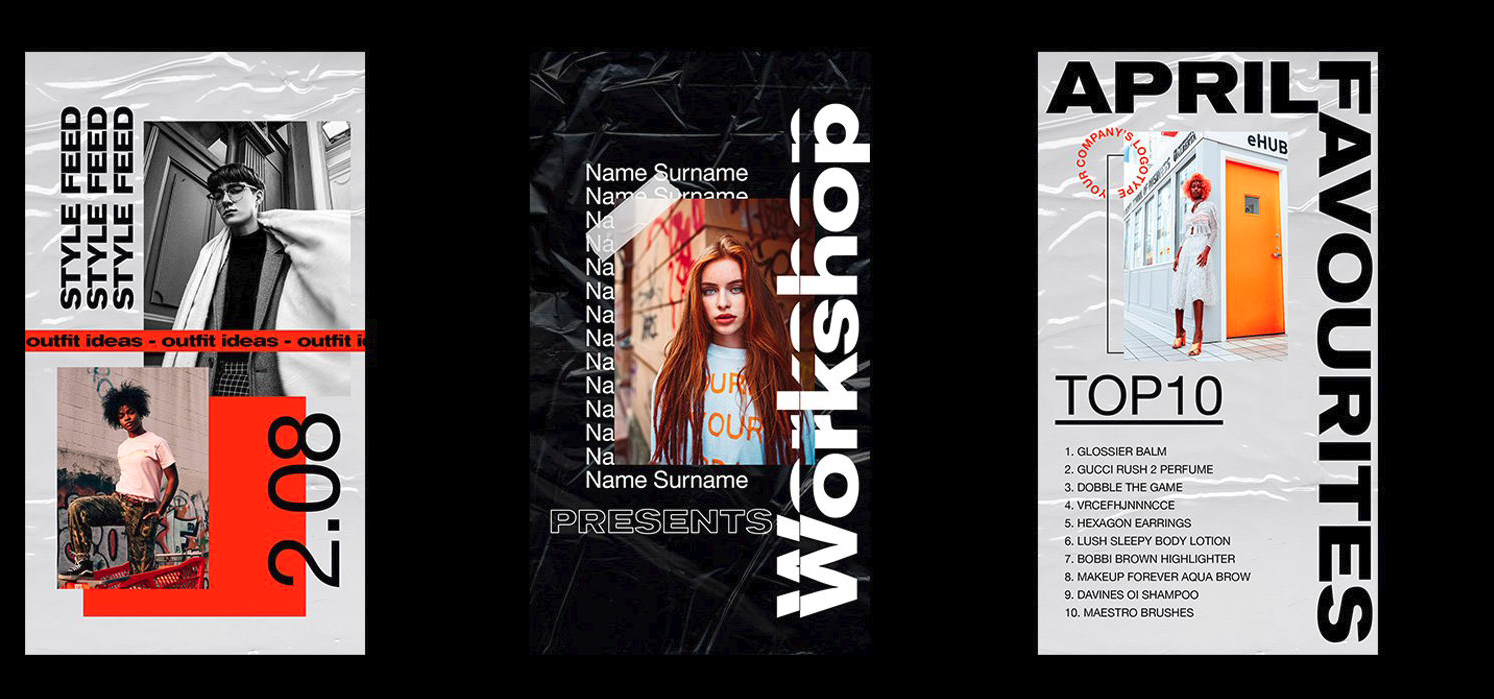 STYLE FEED
STYLE FEED
STYLE FEED
outfit ideas - outfit ideas - outfit i
2.08
Name Surname
Name Surname
Na
Na
Na
Na
Na
Na
Na
Na
Na
Na
Na
Name Surname
PRESENTS
Workshop
OUR
APRIL
FAVOURITES
YOUR COMPANY'S LOGOTYPE
eHUB
TOP10
1. GLOSSIER BALM
2. GUCCI RUSH 2 PERFUME
3. DOBBLE THE GAME
4. VRCEFHJNNNCCE
5. HEXAGON EARRINGS
6. LUSH SLEEPY BODY LOTION
7. BOBBI BROWN HIGHLIGHTER
8. MAKEUP FOREVER AQUA BROW
9. DAVINES OI SHAMPOO
10. MAESTRO BRUSHES